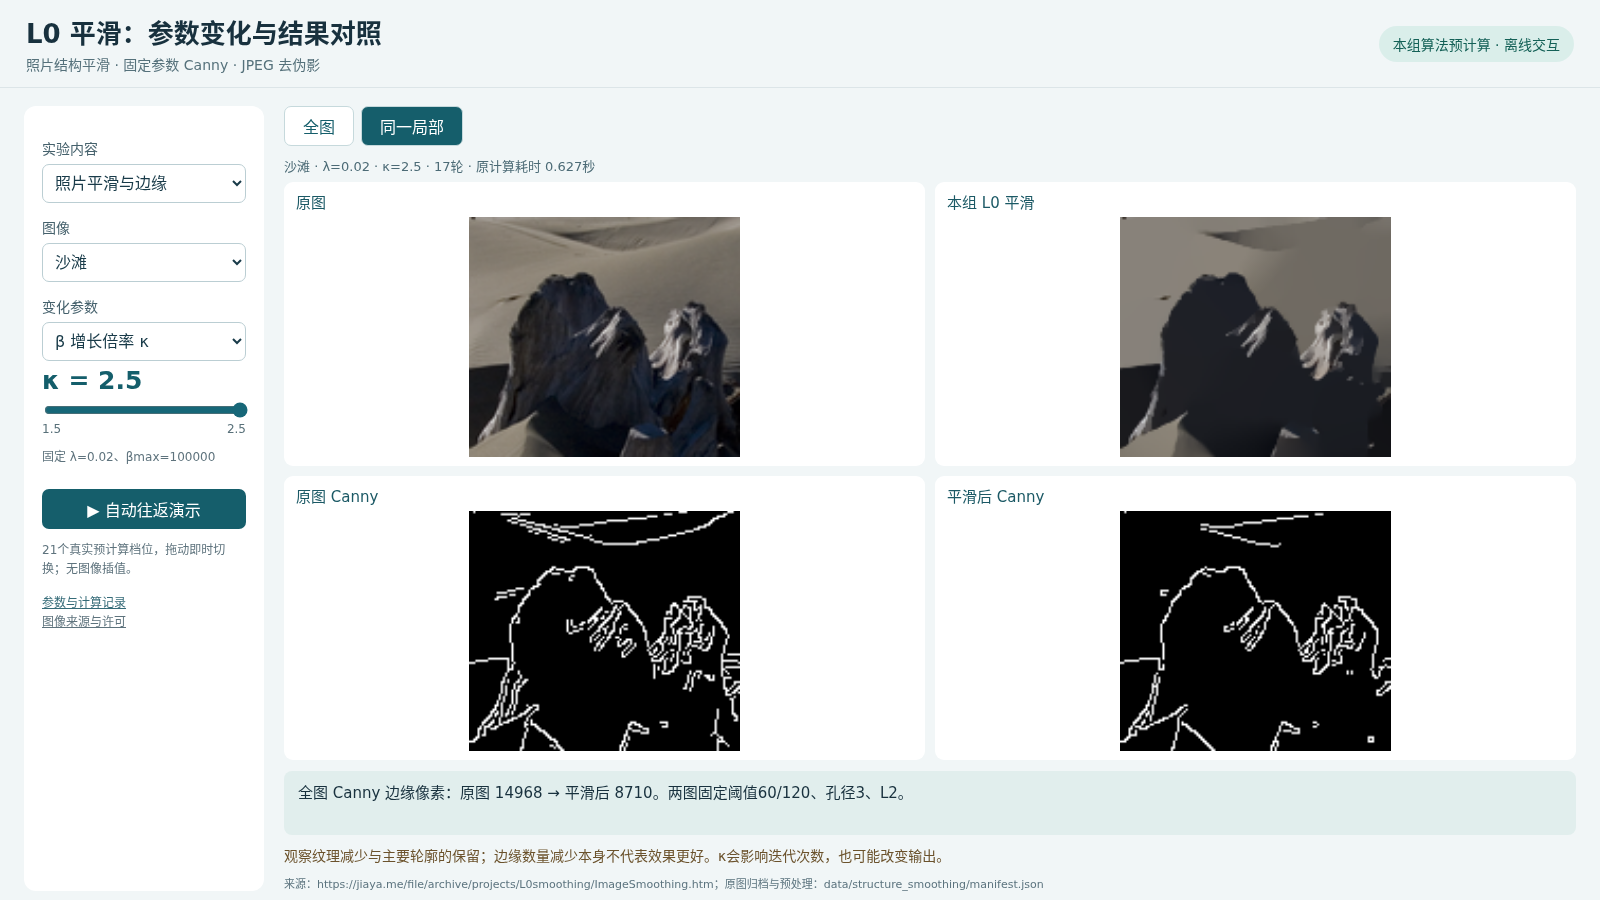 L0 平滑：参数变化与结果对照
照片结构平滑 · 固定参数 Canny · JPEG 去伪影
本组算法预计算 · 离线交互
实验内容
照片平滑与边缘
图像
沙滩
变化参数
β 增长倍率 κ
κ = 2.5
1.5
2.5
固定 λ=0.02、βmax=100000
▶ 自动往返演示
21个真实预计算档位，拖动即时切
换；无图像插值。
参数与计算记录
图像来源与许可
全图
同一局部
沙滩 · λ=0.02 · κ=2.5 · 17轮 · 原计算耗时 0.627秒
原图
本组 L0 平滑
原图 Canny
平滑后 Canny
全图 Canny 边缘像素：原图 14968 → 平滑后 8710。两图固定阈值60/120、孔径3、L2。
观察纹理减少与主要轮廓的保留；边缘数量减少本身不代表效果更好。κ会影响迭代次数，也可能改变输出。
来源：https://jiaya.me/file/archive/projects/L0smoothing/ImageSmoothing.htm；原图归档与预处理：data/structure_smoothing/manifest.json